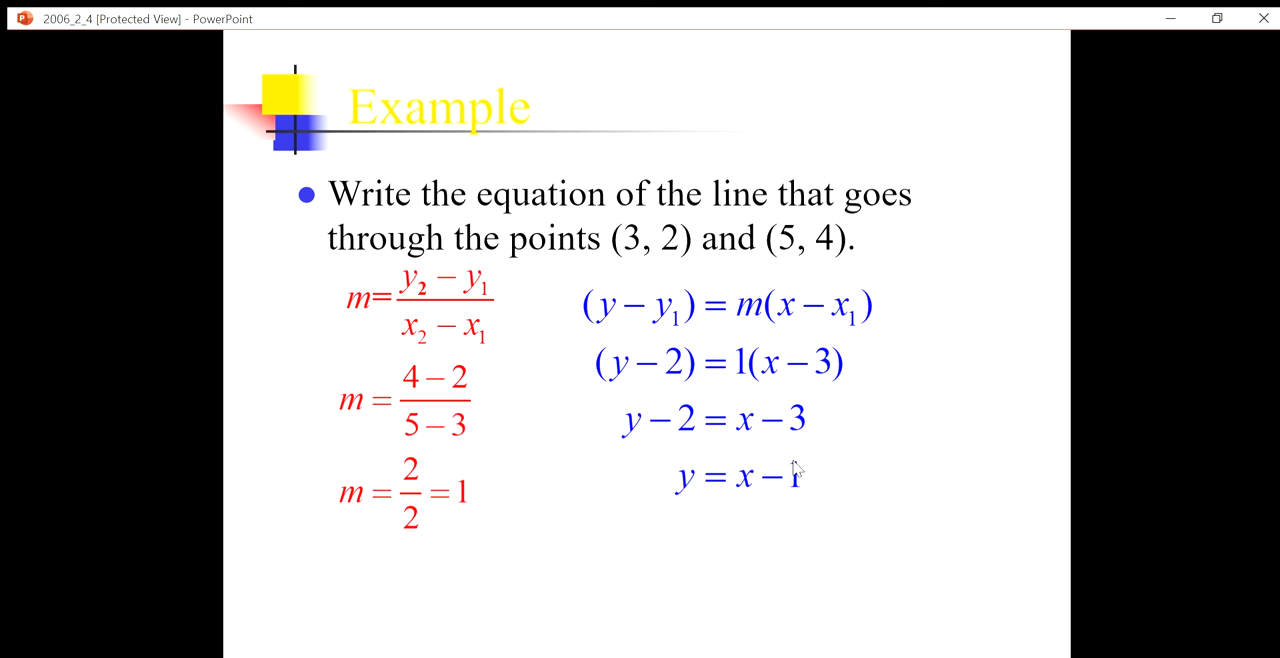 2006_2_4 [Protected View] - PowerPoint
Example
Write the equation of the line that goes
through the points (3, 2) and (5, 4).
m = (y₂ − y₁) / (x₂ − x₁)
m = (4 − 2) / (5 − 3)
m = 2/2 = 1
(y − y₁) = m(x − x₁)
(y − 2) = 1(x − 3)
y − 2 = x − 3
y = x − 1